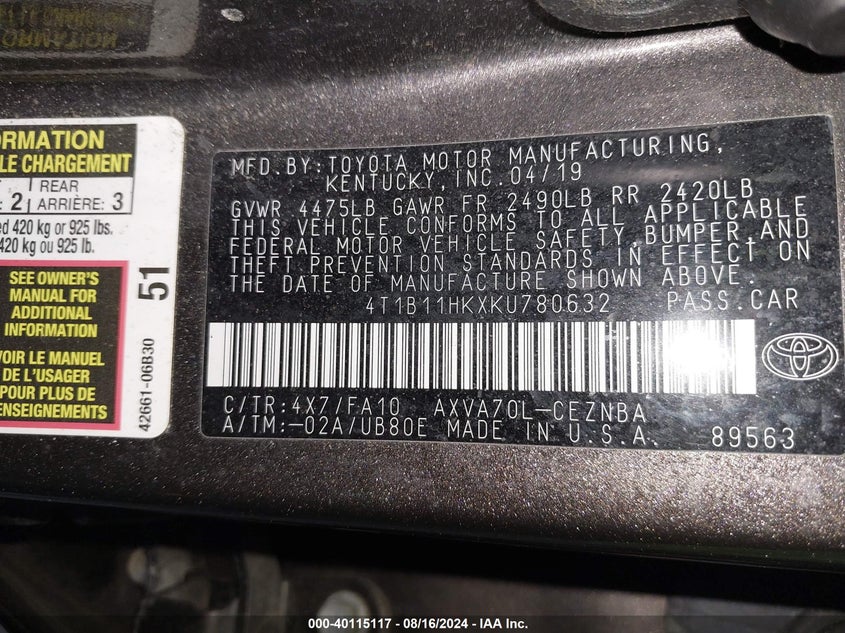 ORMATION
LE CHARGEMENT
REAR
2 ARRIÈRE: 3
ed 420 kg or 925 lbs.
420 kg ou 925 lb.
SEE OWNER'S
MANUAL FOR
ADDITIONAL
INFORMATION
VOIR LE MANUEL
DE L'USAGER
POUR PLUS DE
RENSEIGNEMENTS
51
42661-06B30
MFD.BY:TOYOTA MOTOR MANUFACTURING,
KENTUCKY,INC.04/19
GVWR 4475LB GAWR FR 2490LB RR 2420LB
THIS VEHICLE CONFORMS TO ALL APPLICABLE
FEDERAL MOTOR VEHICLE SAFETY,BUMPER,AND
THEFT PREVENTION STANDARDS IN EFFECT ON
THE DATE OF MANUFACTURE SHOWN ABOVE.
4T1B11HKXKU780632 PASS.CAR
C/TR:4X7/FA10 AXVA70L-CEZNBA
A/TM:-02A/UB80E MADE IN U.S.A. 89563
000-40115117 - 08/16/2024 - IAA Inc.